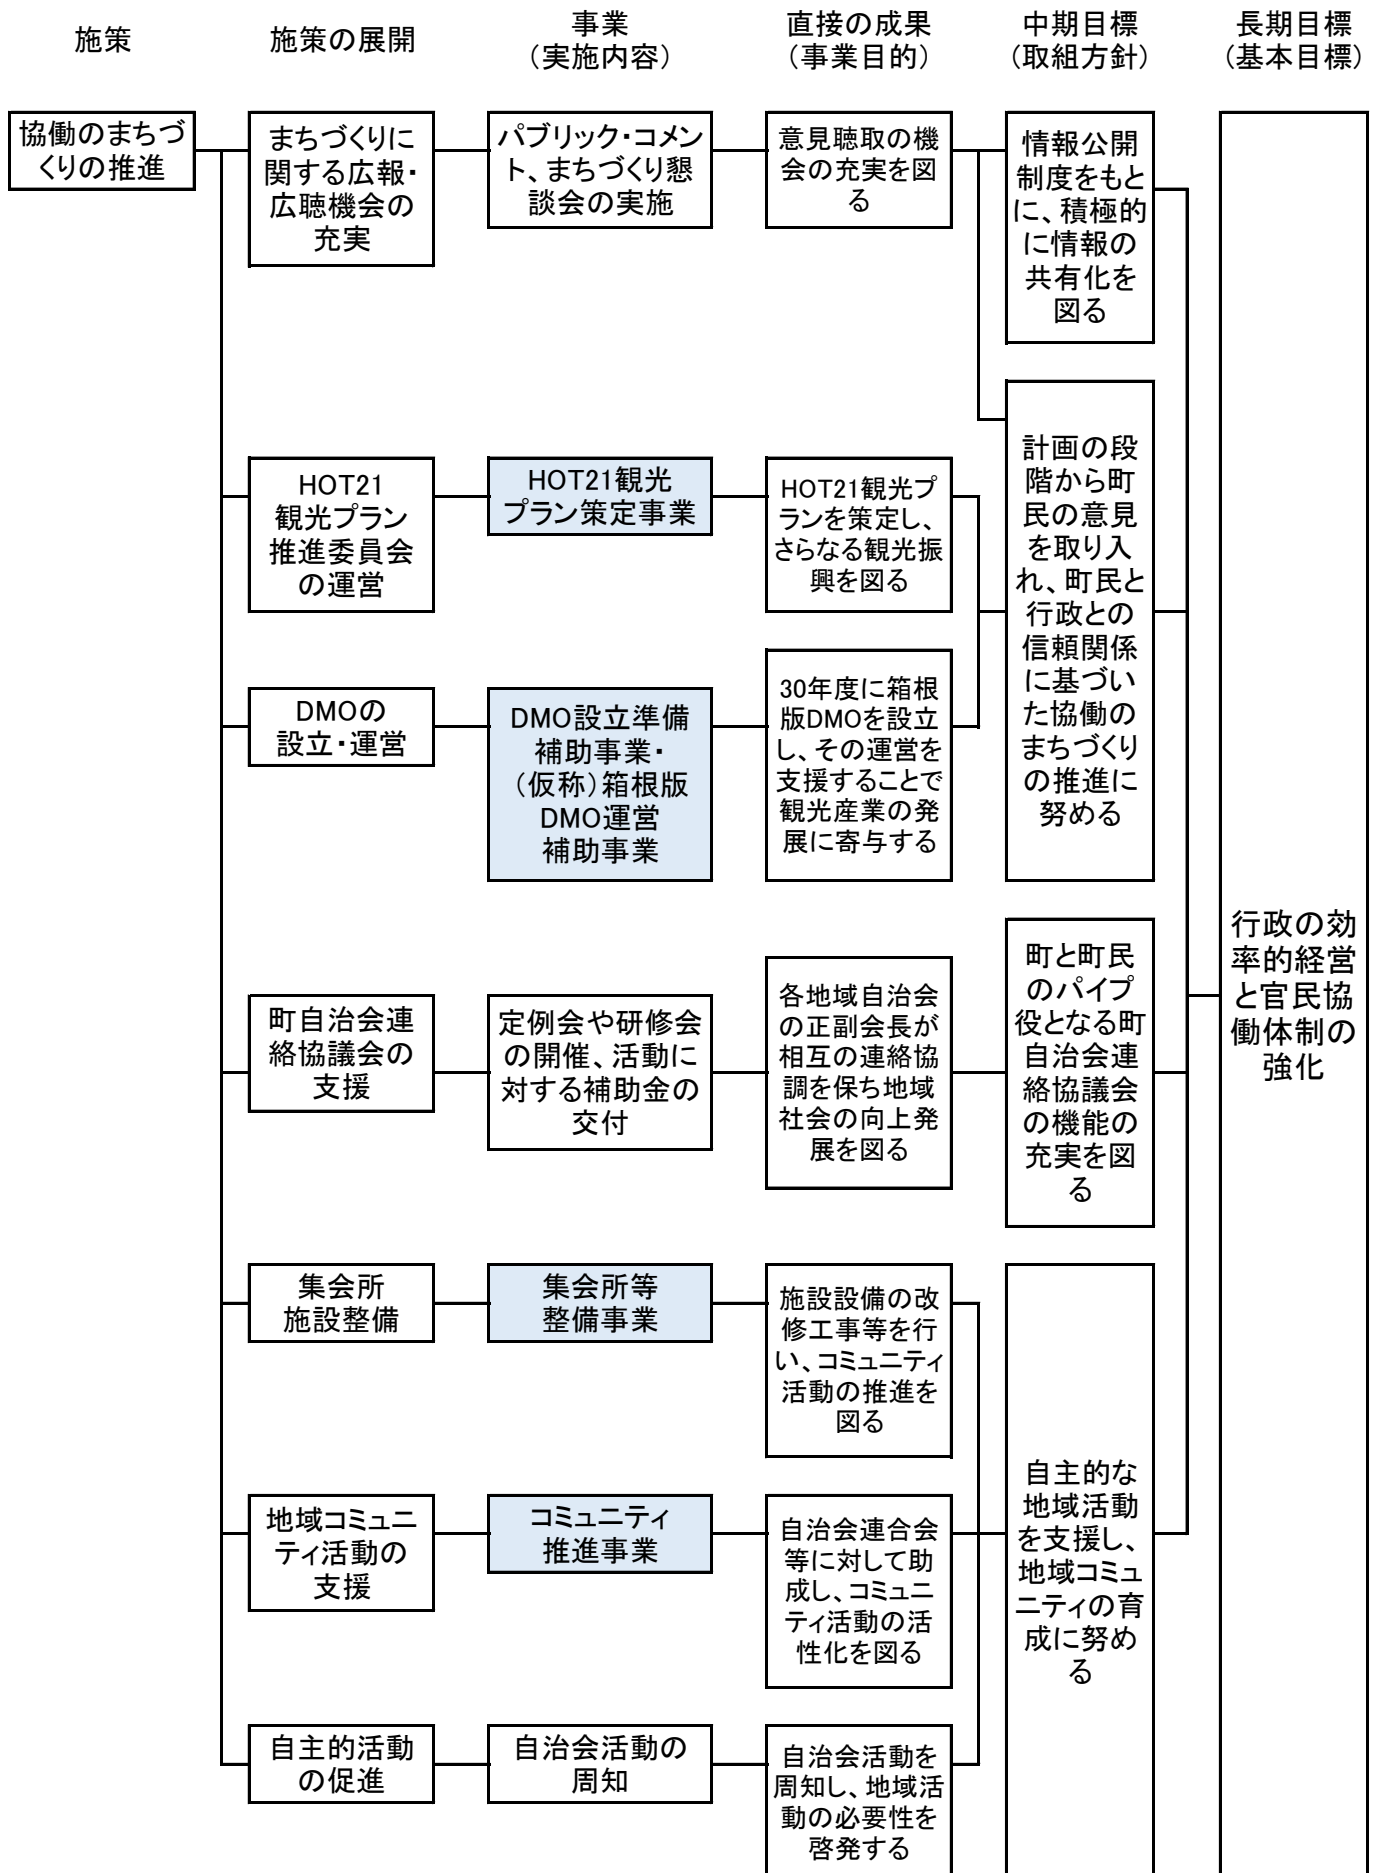 施策
施策の展開
事業
（実施内容）
直接の成果
（事業目的）
中期目標
（取組方針）
長期目標
（基本目標）
協働のまちづ
くりの推進
まちづくりに
関する広報・
広聴機会の
充実
パブリック・コメン
ト、まちづくり懇
談会の実施
意見聴取の機
会の充実を図
る
情報公開
制度をもと
に、積極的
に情報の
共有化を
図る
HOT21
観光プラン
推進委員会
の運営
HOT21観光
プラン策定事業
HOT21観光プ
ランを策定し、
さらなる観光振
興を図る
計画の段
階から町
民の意見
を取り入
れ、町民と
行政との
信頼関係
に基づい
た協働の
まちづくり
の推進に
努める
DMOの
設立・運営
DMO設立準備
補助事業・
（仮称）箱根版
DMO運営
補助事業
30年度に箱根
版DMOを設立
し、その運営を
支援することで
観光産業の発
展に寄与する
町自治会連
絡協議会の
支援
定例会や研修会
の開催、活動に
対する補助金の
交付
各地域自治会
の正副会長が
相互の連絡協
調を保ち地域
社会の向上発
展を図る
町と町民
のパイプ
役となる町
自治会連
絡協議会
の機能の
充実を図
る
行政の効
率的経営
と官民協
働体制の
強化
集会所
施設整備
集会所等
整備事業
施設設備の改
修工事等を行
い、コミュニティ
活動の推進を
図る
地域コミュニ
ティ活動の
支援
コミュニティ
推進事業
自治会連合会
等に対して助
成し、コミュニ
ティ活動の活
性化を図る
自主的な
地域活動
を支援し、
地域コミュ
ニティの育
成に努め
る
自主的活動
の促進
自治会活動の
周知
自治会活動を
周知し、地域活
動の必要性を
啓発する